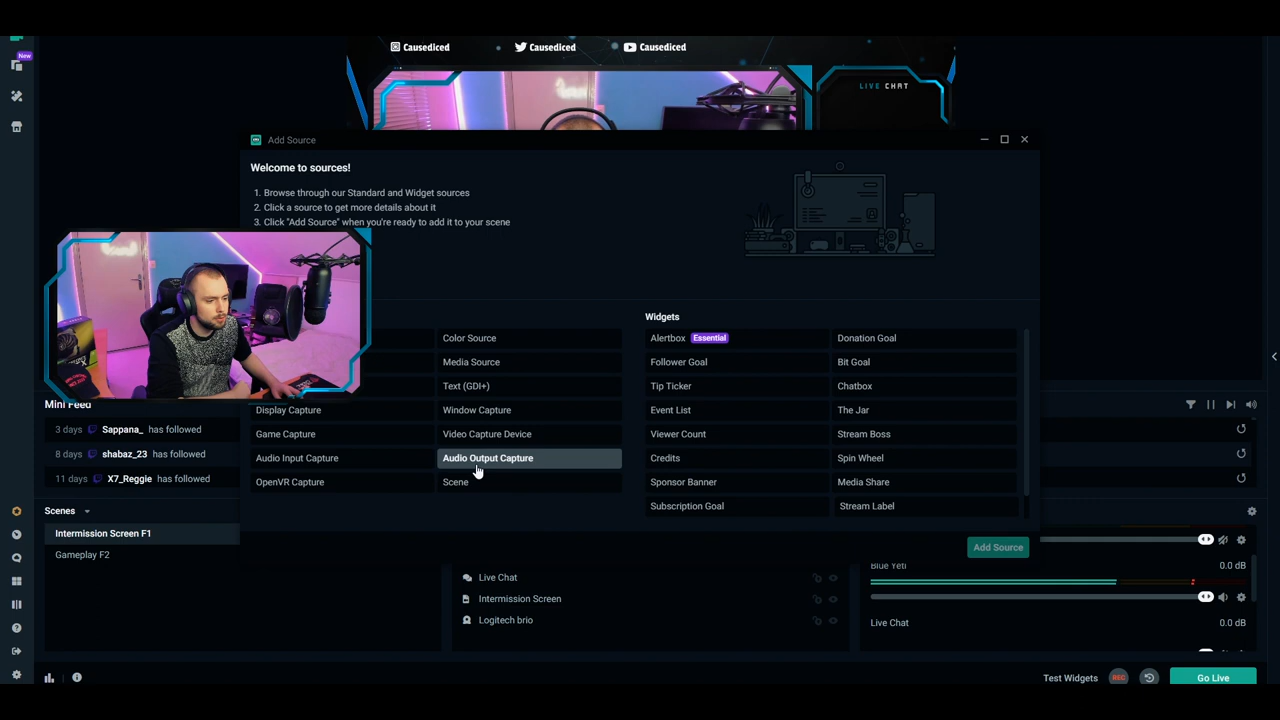 Causediced
Causediced
Causediced
New
LIVE CHAT
Add Source
Welcome to sources!
1. Browse through our Standard and Widget sources
2. Click a source to get more details about it
3. Click "Add Source" when you're ready to add it to your scene
Widgets
Color Source
Alertbox Essential
Donation Goal
Media Source
Follower Goal
Bit Goal
Text (GDI+)
Tip Ticker
Chatbox
Display Capture
Window Capture
Event List
The Jar
Game Capture
Video Capture Device
Viewer Count
Stream Boss
Audio Input Capture
Audio Output Capture
Credits
Spin Wheel
OpenVR Capture
Scene
Sponsor Banner
Media Share
Subscription Goal
Stream Label
Add Source
Mini Feed
3 days Sappana_ has followed
8 days shabaz_23 has followed
11 days X7_Reggie has followed
Scenes
Intermission Screen F1
Gameplay F2
Live Chat
Intermission Screen
Logitech brio
Blue Yeti 0.0 dB
Live Chat 0.0 dB
Test Widgets
REC
Go Live